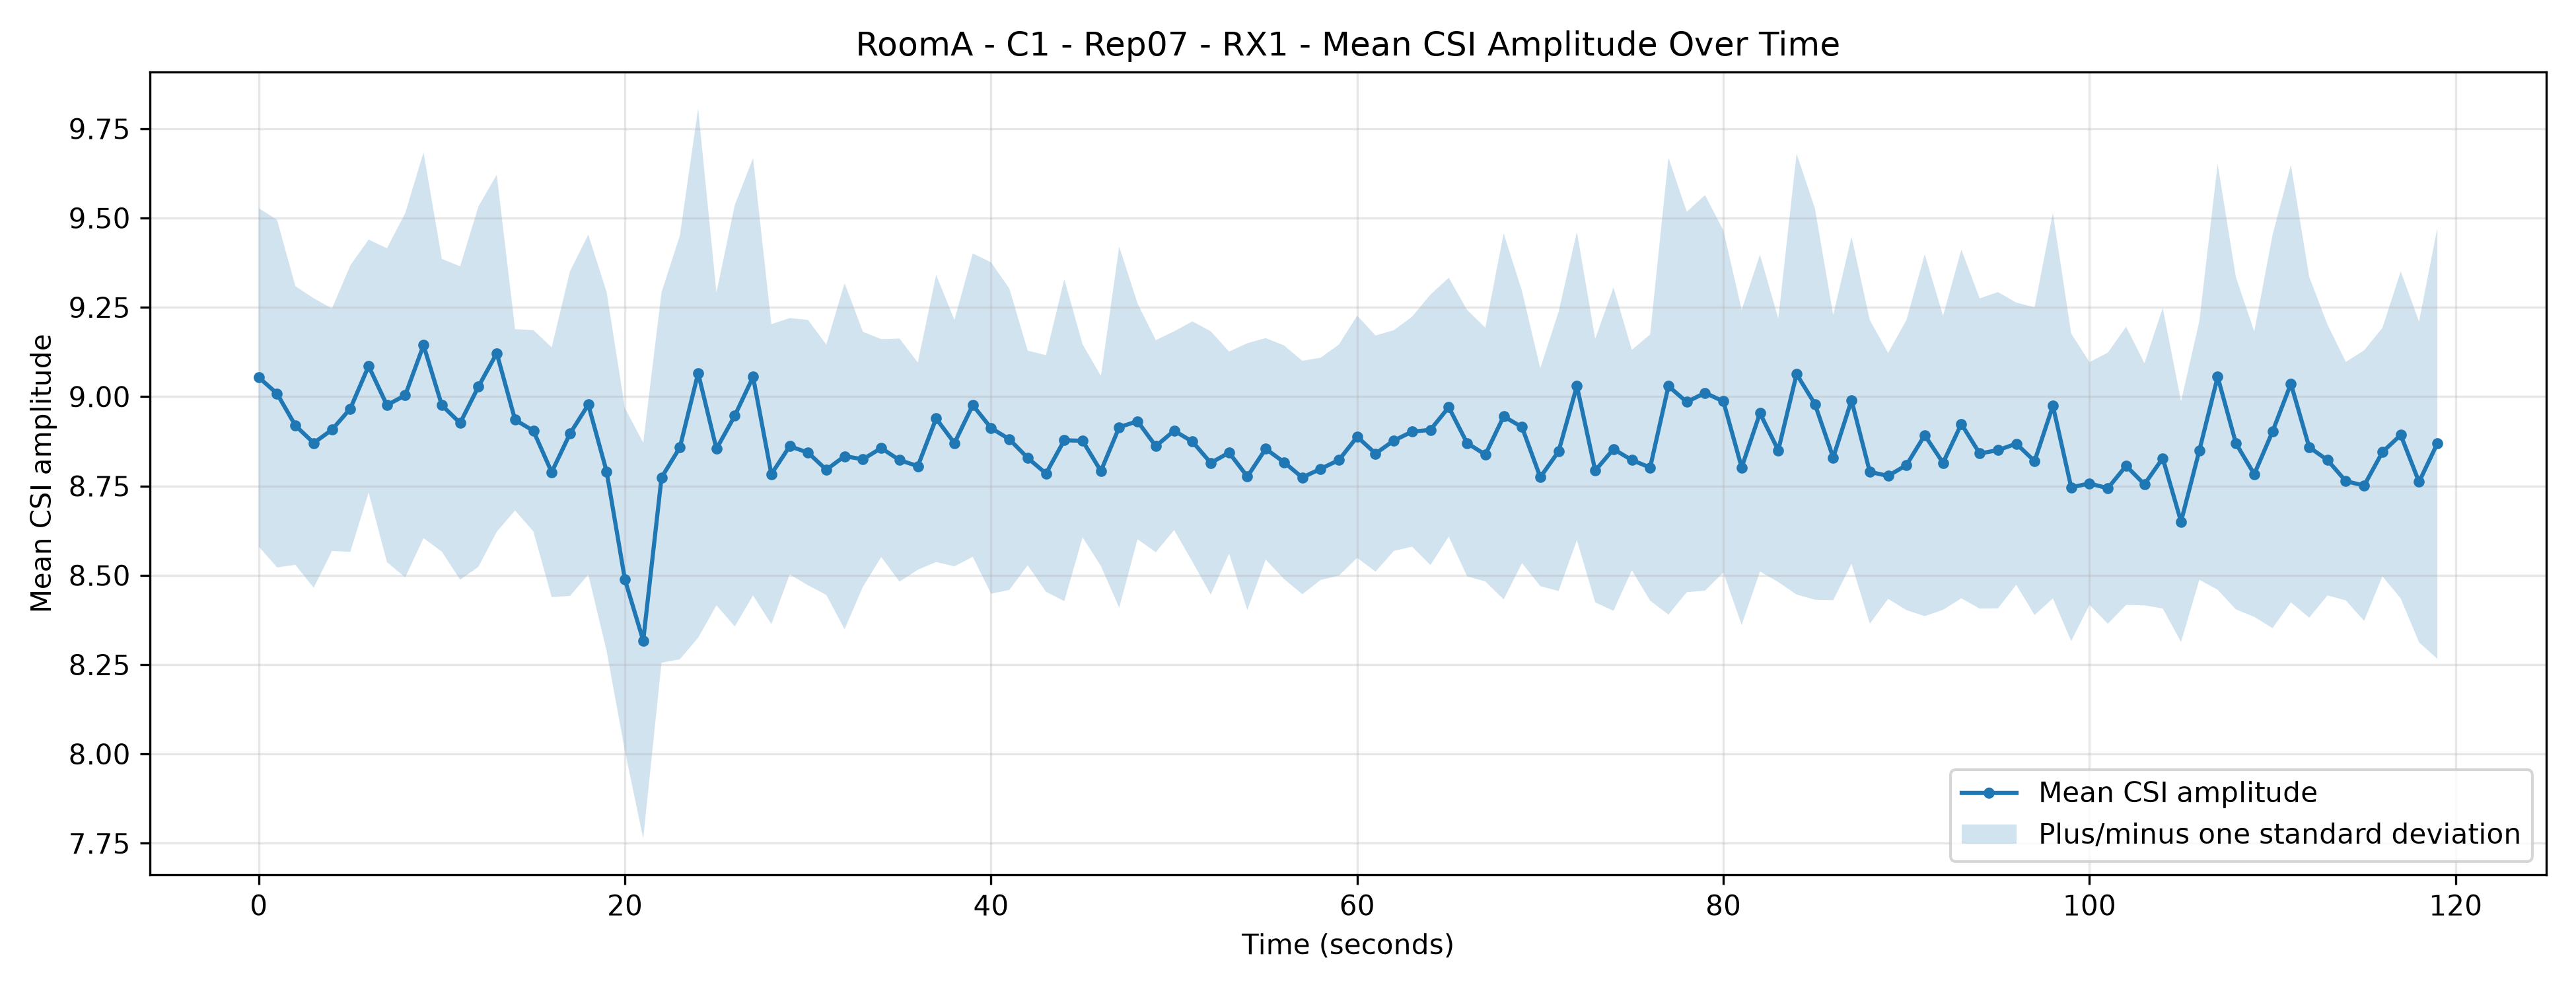 RoomA - C1 - Rep07 - RX1 - Mean CSI Amplitude Over Time
Mean CSI amplitude
9.75
9.50
9.25
9.00
8.75
8.50
8.25
8.00
7.75
Mean CSI amplitude
Plus/minus one standard deviation
0 20 40 60 80 100 120
Time (seconds)